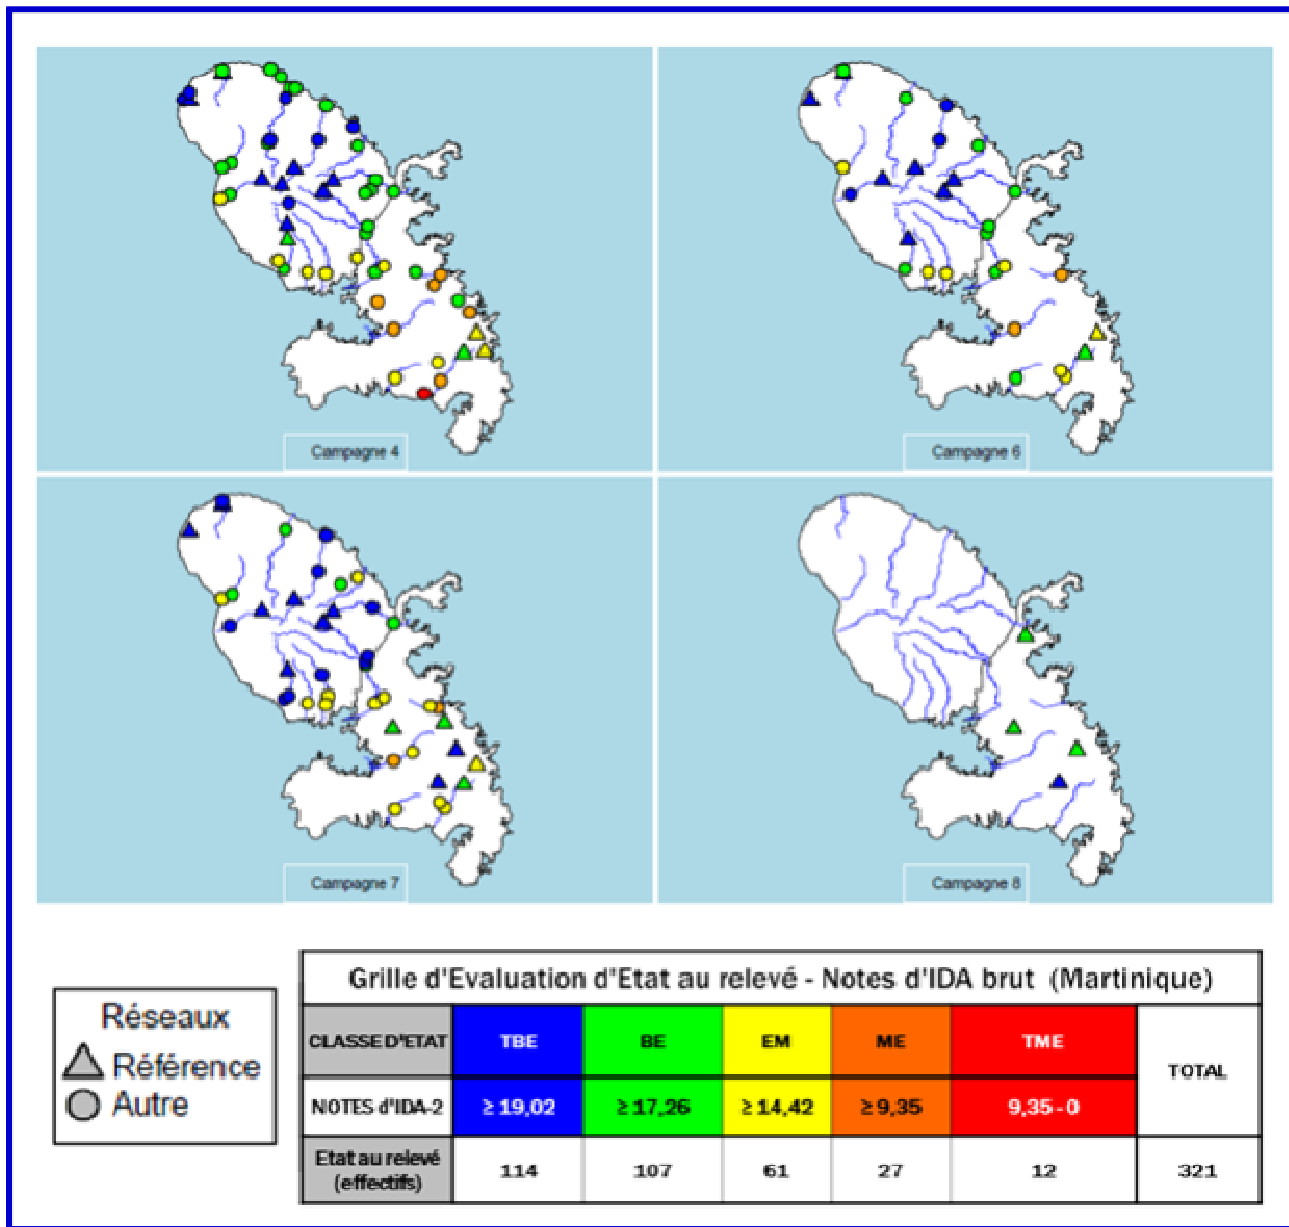 Campagne 4
Campagne 6
Campagne 7
Campagne 8
Réseaux
Référence
Autre
Grille d'Evaluation d'Etat au relevé - Notes d'IDA brut (Martinique)
CLASSE D'ETAT TBE BE EM ME TME TOTAL
NOTES d'IDA-2 ≥ 19,02 ≥ 17,26 ≥ 14,42 ≥ 9,35 9,35 - 0
Etat au relevé (effectifs) 114 107 61 27 12 321